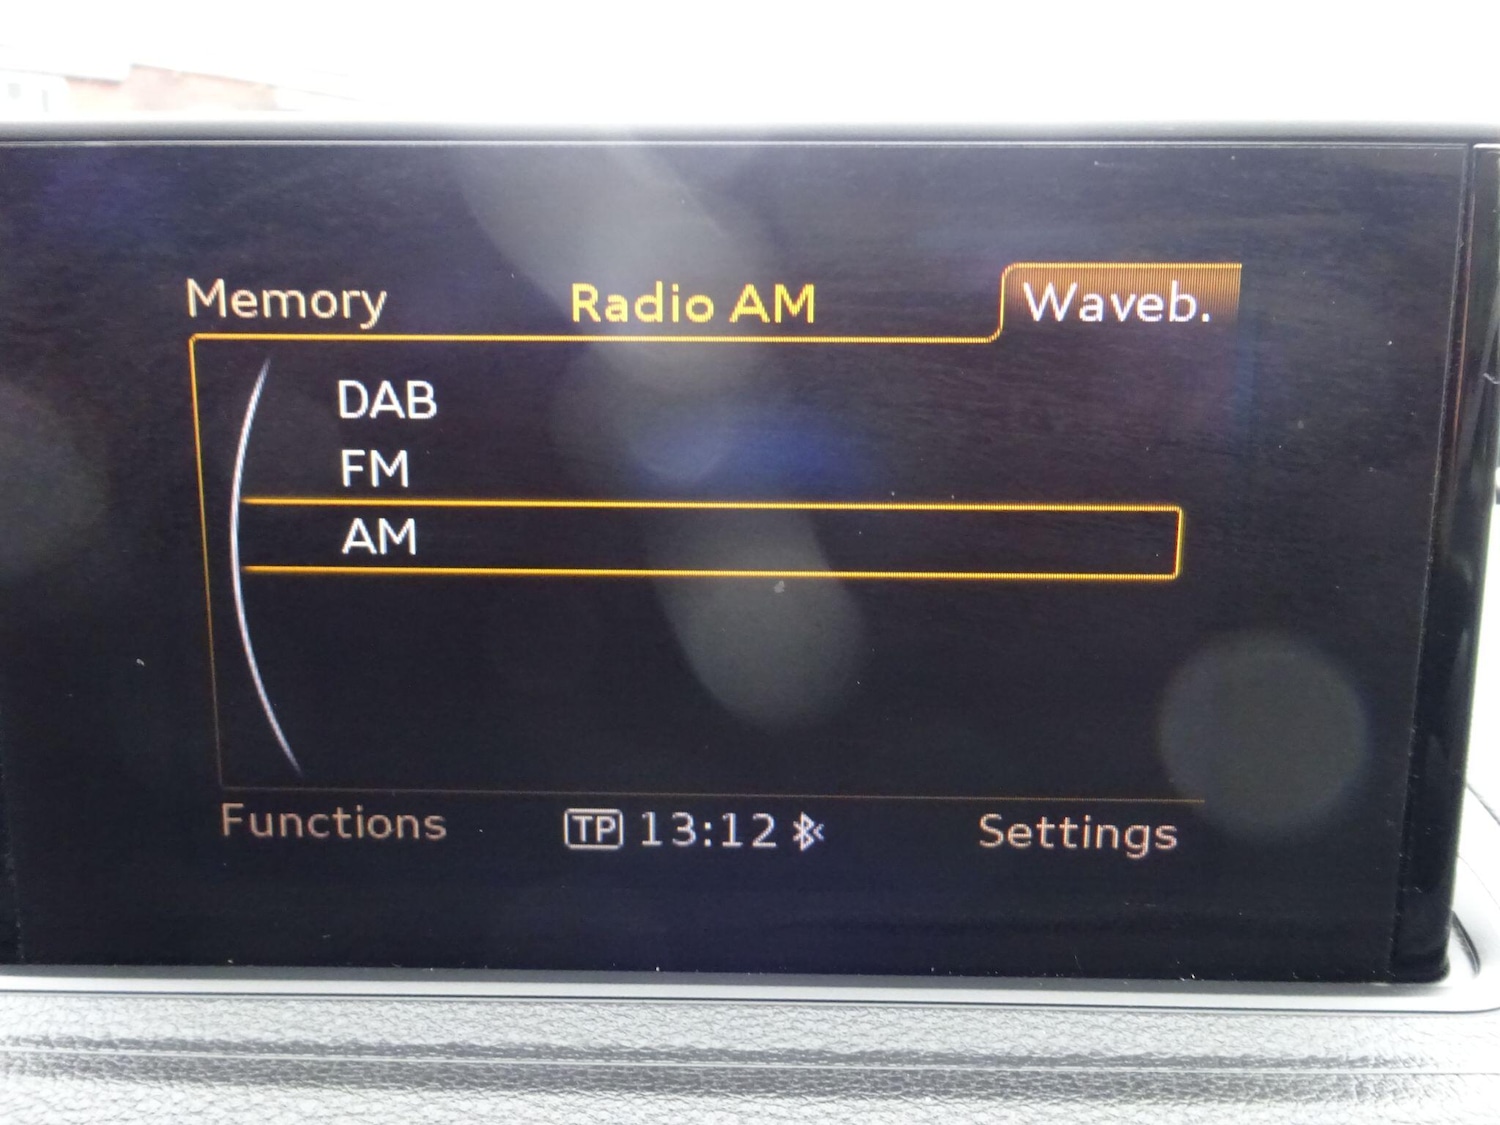 Memory Radio AM Waveb.
DAB
FM
AM
Functions TP 13:12 Settings